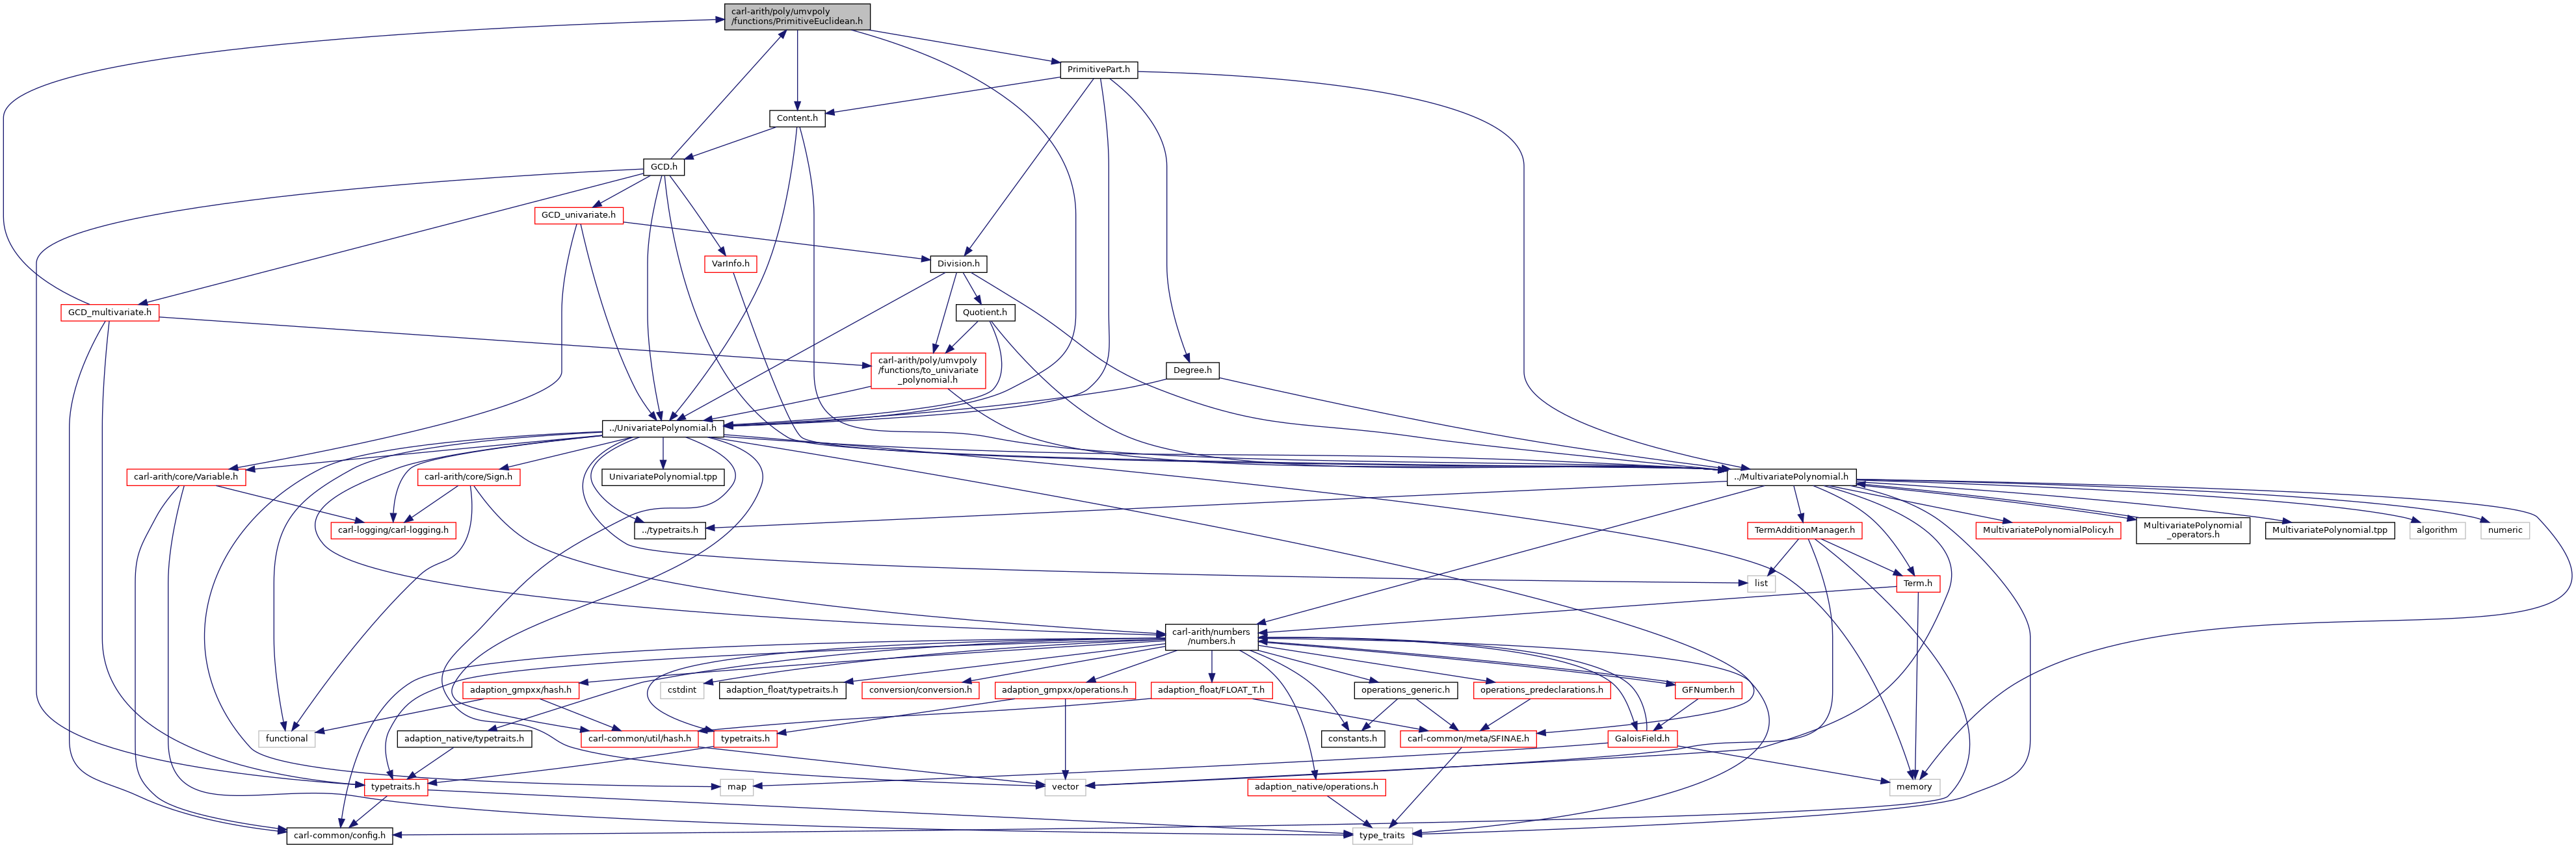 carl-arith/poly/umvpoly
/functions/PrimitiveEuclidean.h
PrimitivePart.h
Content.h
GCD.h
GCD_univariate.h
VarInfo.h
Division.h
GCD_multivariate.h
Quotient.h
carl-arith/poly/umvpoly
/functions/to_univariate
_polynomial.h
Degree.h
../UnivariatePolynomial.h
carl-arith/core/Variable.h
carl-arith/core/Sign.h
UnivariatePolynomial.tpp
../MultivariatePolynomial.h
carl-logging/carl-logging.h
../typetraits.h
TermAdditionManager.h
MultivariatePolynomialPolicy.h
MultivariatePolynomial
_operators.h
MultivariatePolynomial.tpp
algorithm
numeric
list
Term.h
carl-arith/numbers
/numbers.h
adaption_gmpxx/hash.h
cstdint
adaption_float/typetraits.h
conversion/conversion.h
adaption_gmpxx/operations.h
adaption_float/FLOAT_T.h
operations_generic.h
operations_predeclarations.h
GFNumber.h
functional
adaption_native/typetraits.h
carl-common/util/hash.h
typetraits.h
constants.h
carl-common/meta/SFINAE.h
GaloisField.h
typetraits.h
map
vector
adaption_native/operations.h
memory
carl-common/config.h
type_traits